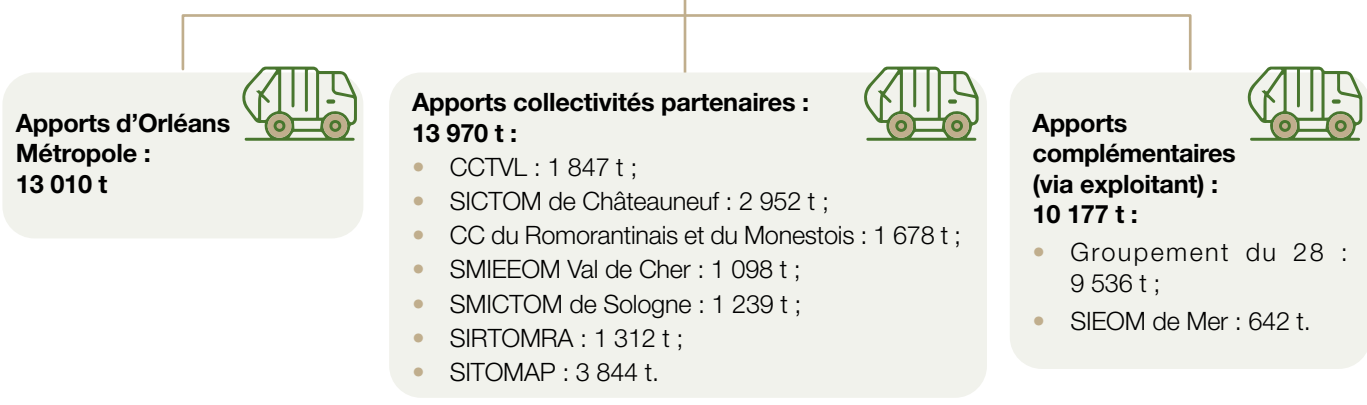 Apports d'Orléans
Métropole :
13 010 t
Apports collectivités partenaires :
13 970 t :
• CCTVL : 1 847 t ;
• SICTOM de Châteauneuf : 2 952 t ;
• CC du Romorantinais et du Monestois : 1 678 t ;
• SMIEEOM Val de Cher : 1 098 t ;
• SMICTOM de Sologne : 1 239 t ;
• SIRTOMRA : 1 312 t ;
• SITOMAP : 3 844 t.
Apports
complémentaires
(via exploitant) :
10 177 t :
• Groupement du 28 :
9 536 t ;
• SIEOM de Mer : 642 t.